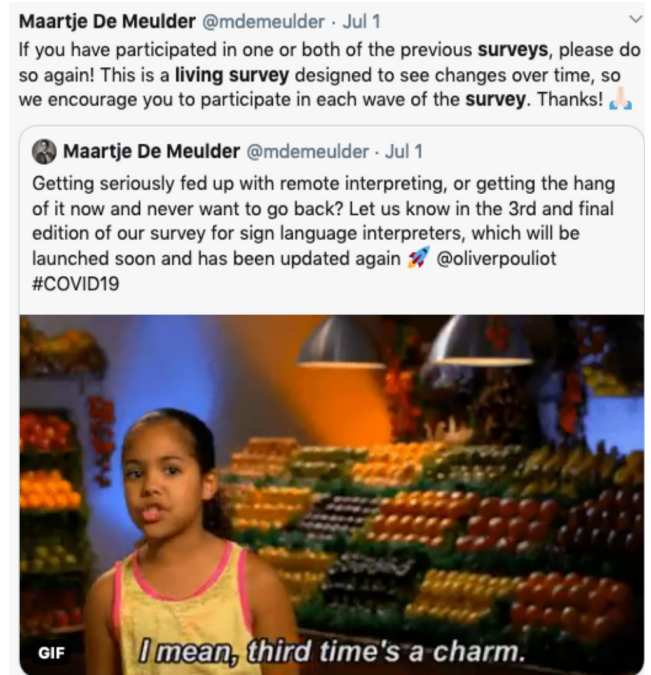 Maartje De Meulder @mdemeulder · Jul 1
If you have participated in one or both of the previous surveys, please do
so again! This is a living survey designed to see changes over time, so
we encourage you to participate in each wave of the survey. Thanks! 🙏🏻
Maartje De Meulder @mdemeulder · Jul 1
Getting seriously fed up with remote interpreting, or getting the hang
of it now and never want to go back? Let us know in the 3rd and final
edition of our survey for sign language interpreters, which will be
launched soon and has been updated again 🚀 @oliverpouliot
#COVID19
I mean, third time's a charm.
GIF